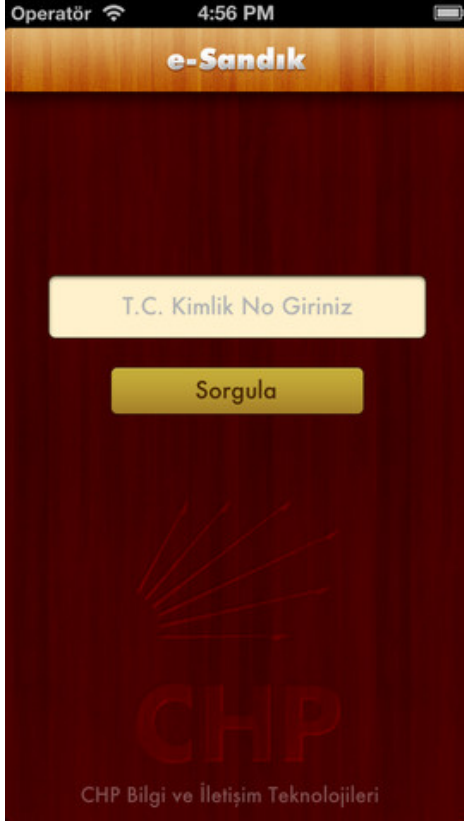 Operatör 4:56 PM
e-Sandık
T.C. Kimlik No Giriniz
Sorgula
CHP
CHP Bilgi ve İletişim Teknolojileri